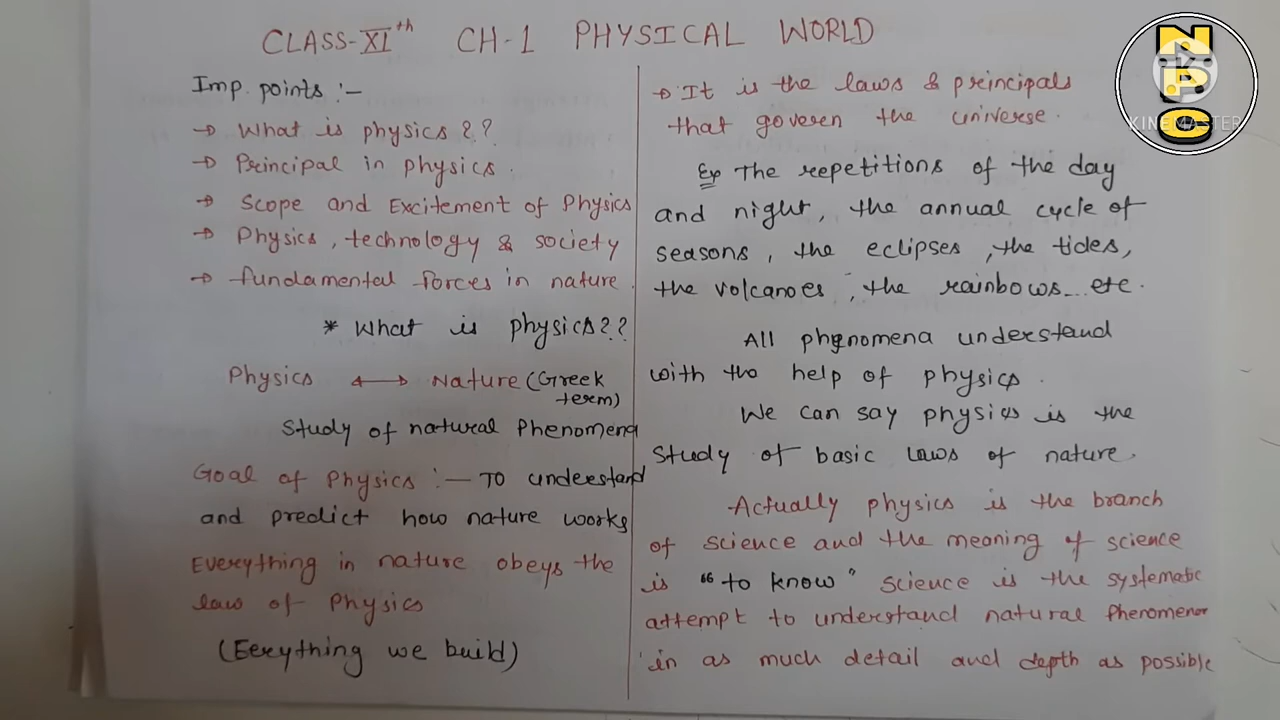 CLASS-XIth CH-1 PHYSICAL WORLD
Imp. points :-
→ What is physics??
→ Principal in physics.
→ Scope and Excitement of Physics
→ Physics, technology & society
→ fundamental forces in nature.
* What is physics??
Physics ↔ Nature (Greek
term)
Study of natural Phenomena
Goal of Physics :- To understand
and predict how nature works
Everything in nature obeys the
law of Physics
(Eerything we build)
→ It is the laws & principals
that goveren the universe.
Exp The repetitions of the day
and night, the annual cycle of
seasons, the eclipses, the tides,
the volcanoes, the rainbows... etc.
All phenomena understand
with the help of physics.
We can say physics is the
study of basic laws of nature.
Actually physics is the branch
of science and the meaning of science
is "to know" science is the systematic
attempt to understand natural Phenomenon
in as much detail and depth as possible
NPC
KINEMASTER